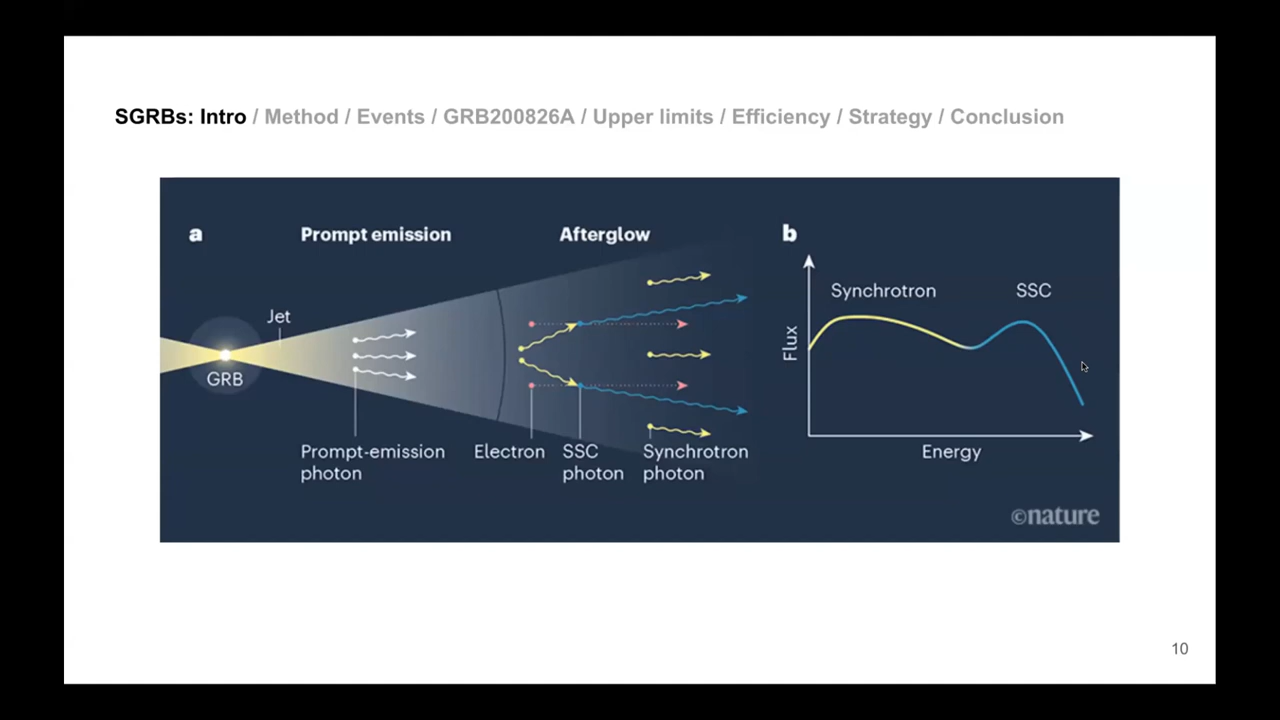 SGRBs: Intro / Method / Events / GRB200826A / Upper limits / Efficiency / Strategy / Conclusion
a
Prompt emission
Afterglow
Jet
GRB
Prompt-emission
photon
Electron
SSC
photon
Synchrotron
photon
b
Synchrotron
SSC
Flux
Energy
©nature
10